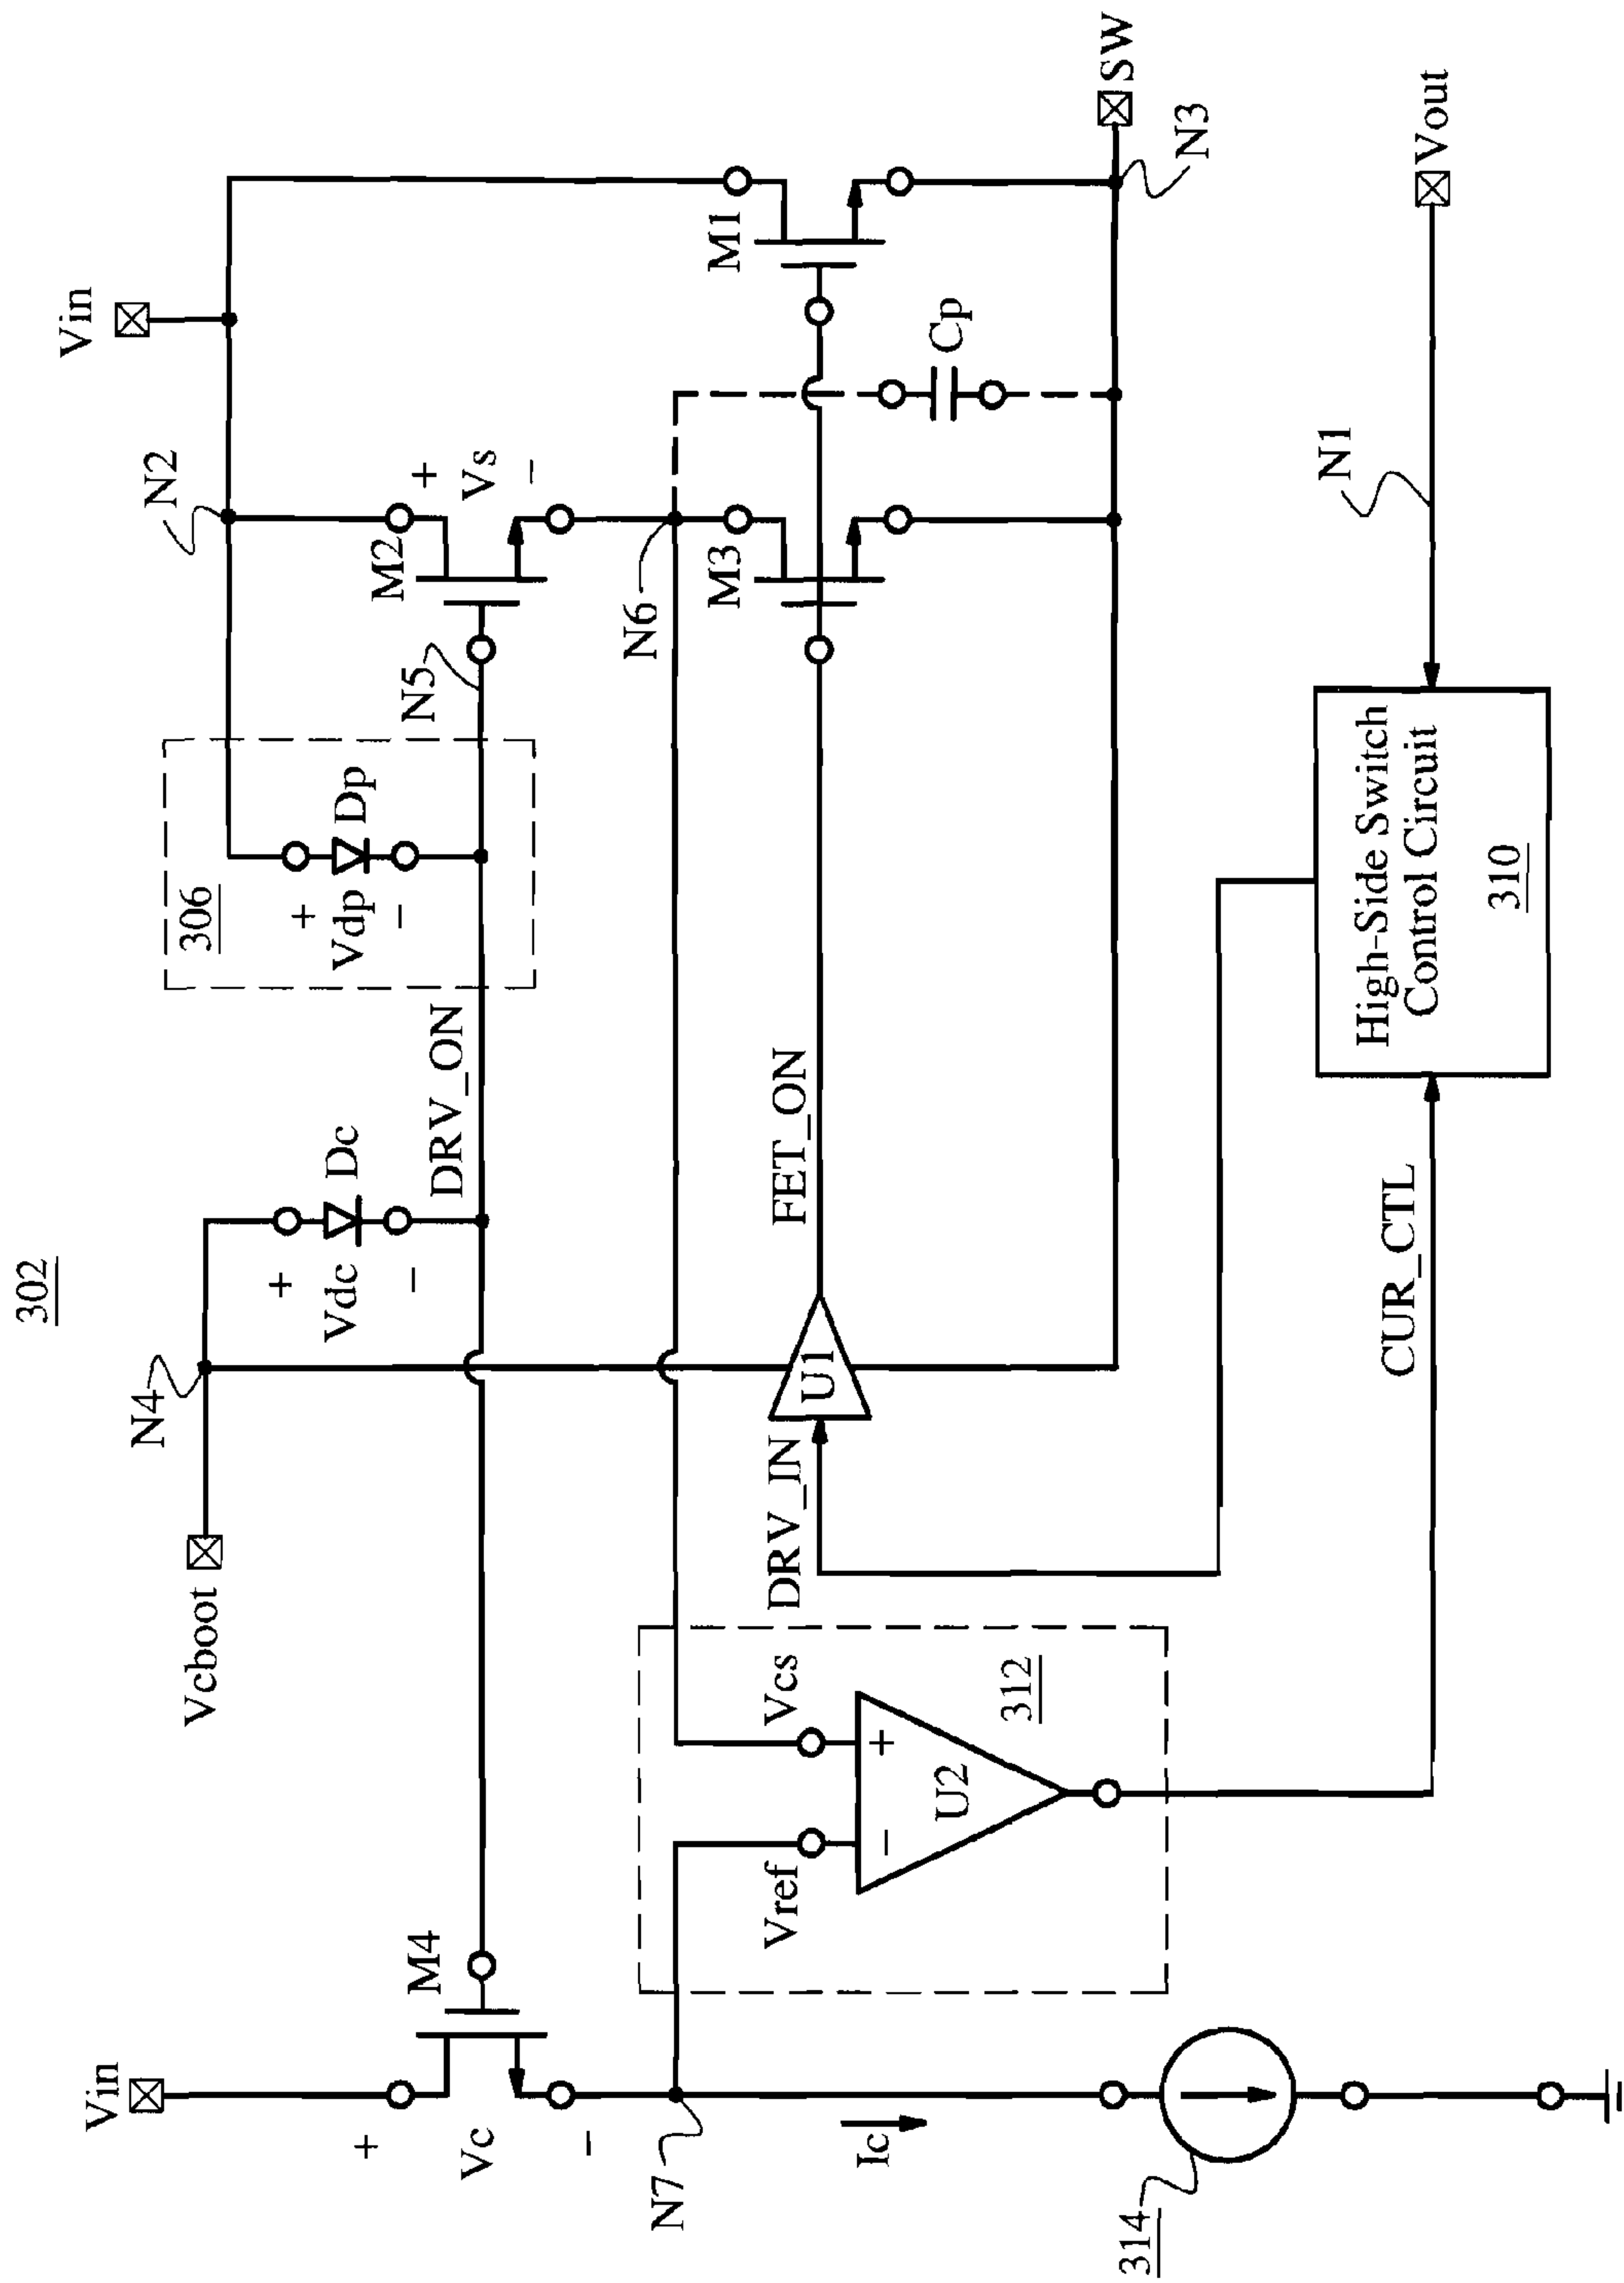 302
Vin
Vcboot
N4
N2
Vin
+
Vc
−
M4
+
Vdc
−
Dc
306
+
Vdp
−
Dp
DRV_ON
N5
M2
+
Vs
−
N7
N6
Vref
Vcs
−
+
U2
312
DRV_IN
U1
FET_ON
M3
M1
Cp
Ic
314
SW
N3
CUR_CTL
High-Side Switch
Control Circuit
310
N1
Vout